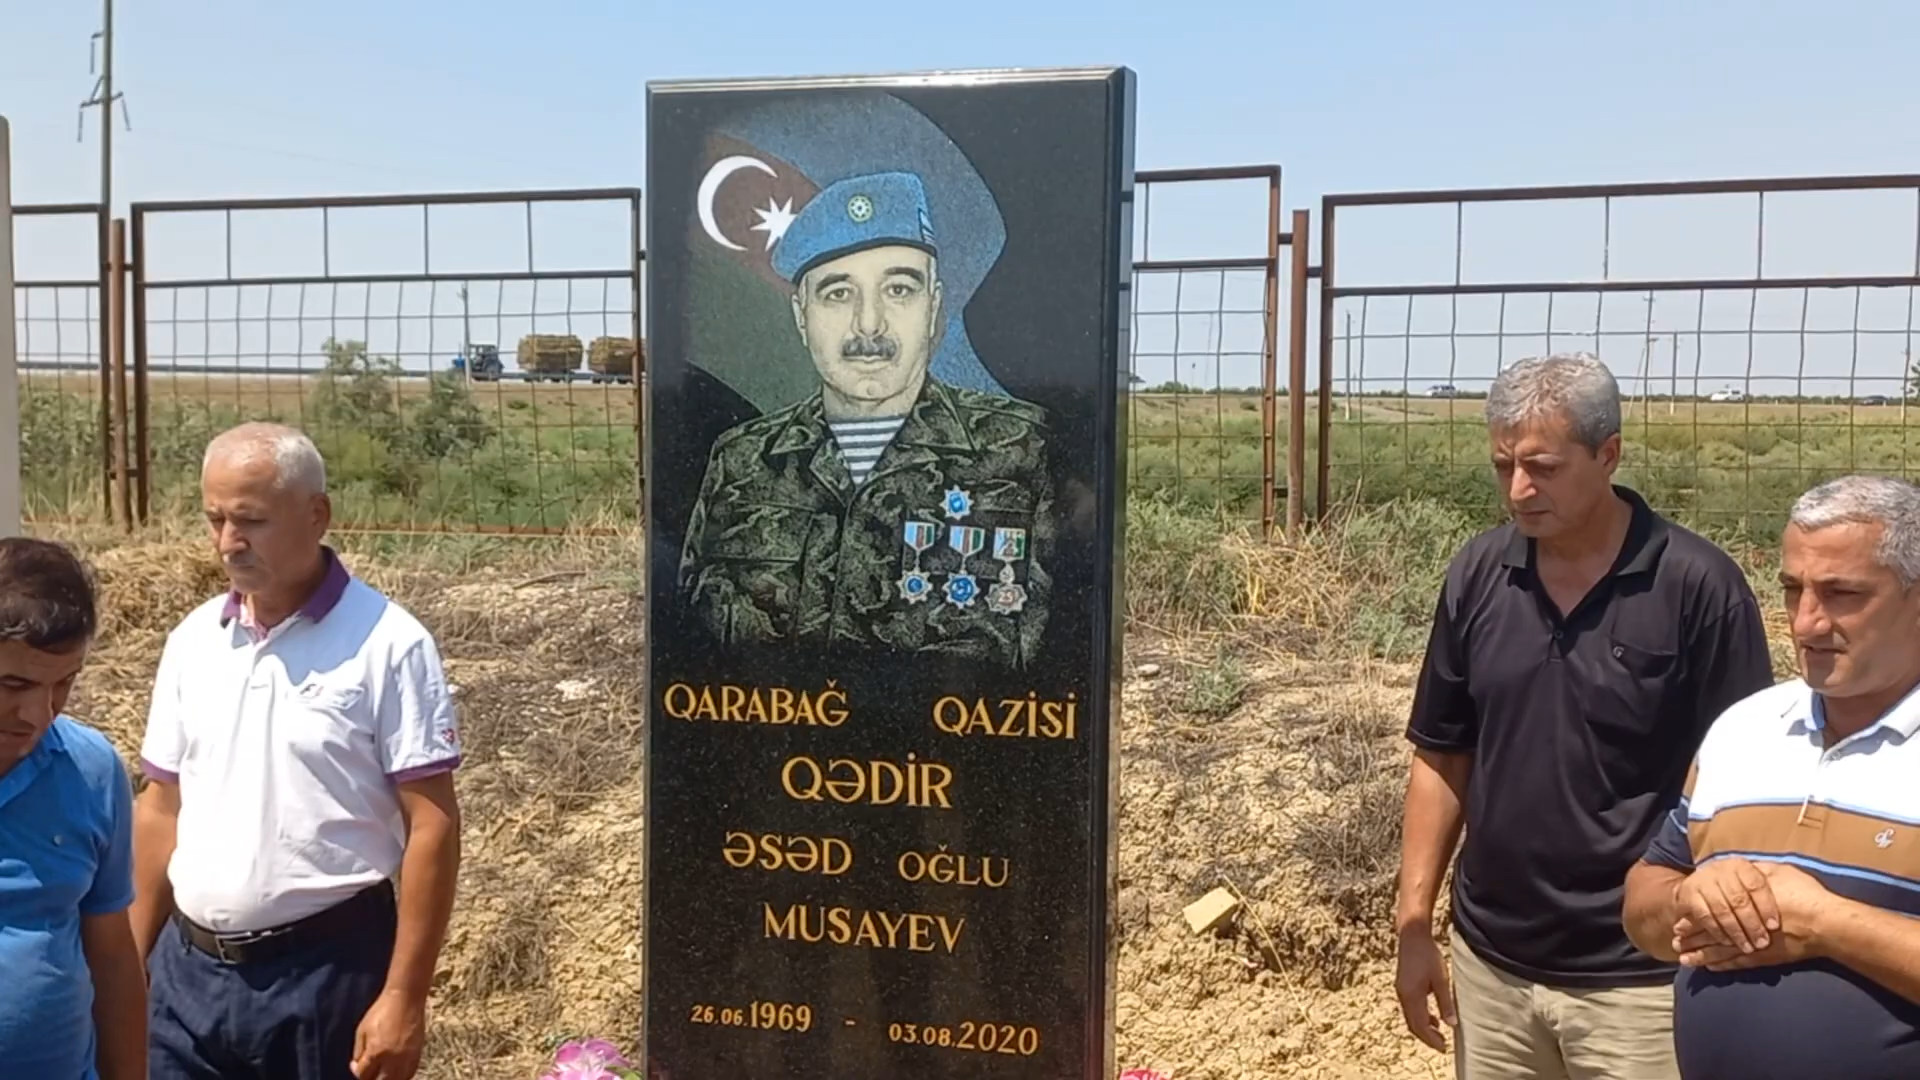 QARABAĞ QAZİSİ
QƏDİR
ƏSƏD OĞLU
MUSAYEV
26.06.1969 - 03.08.2020